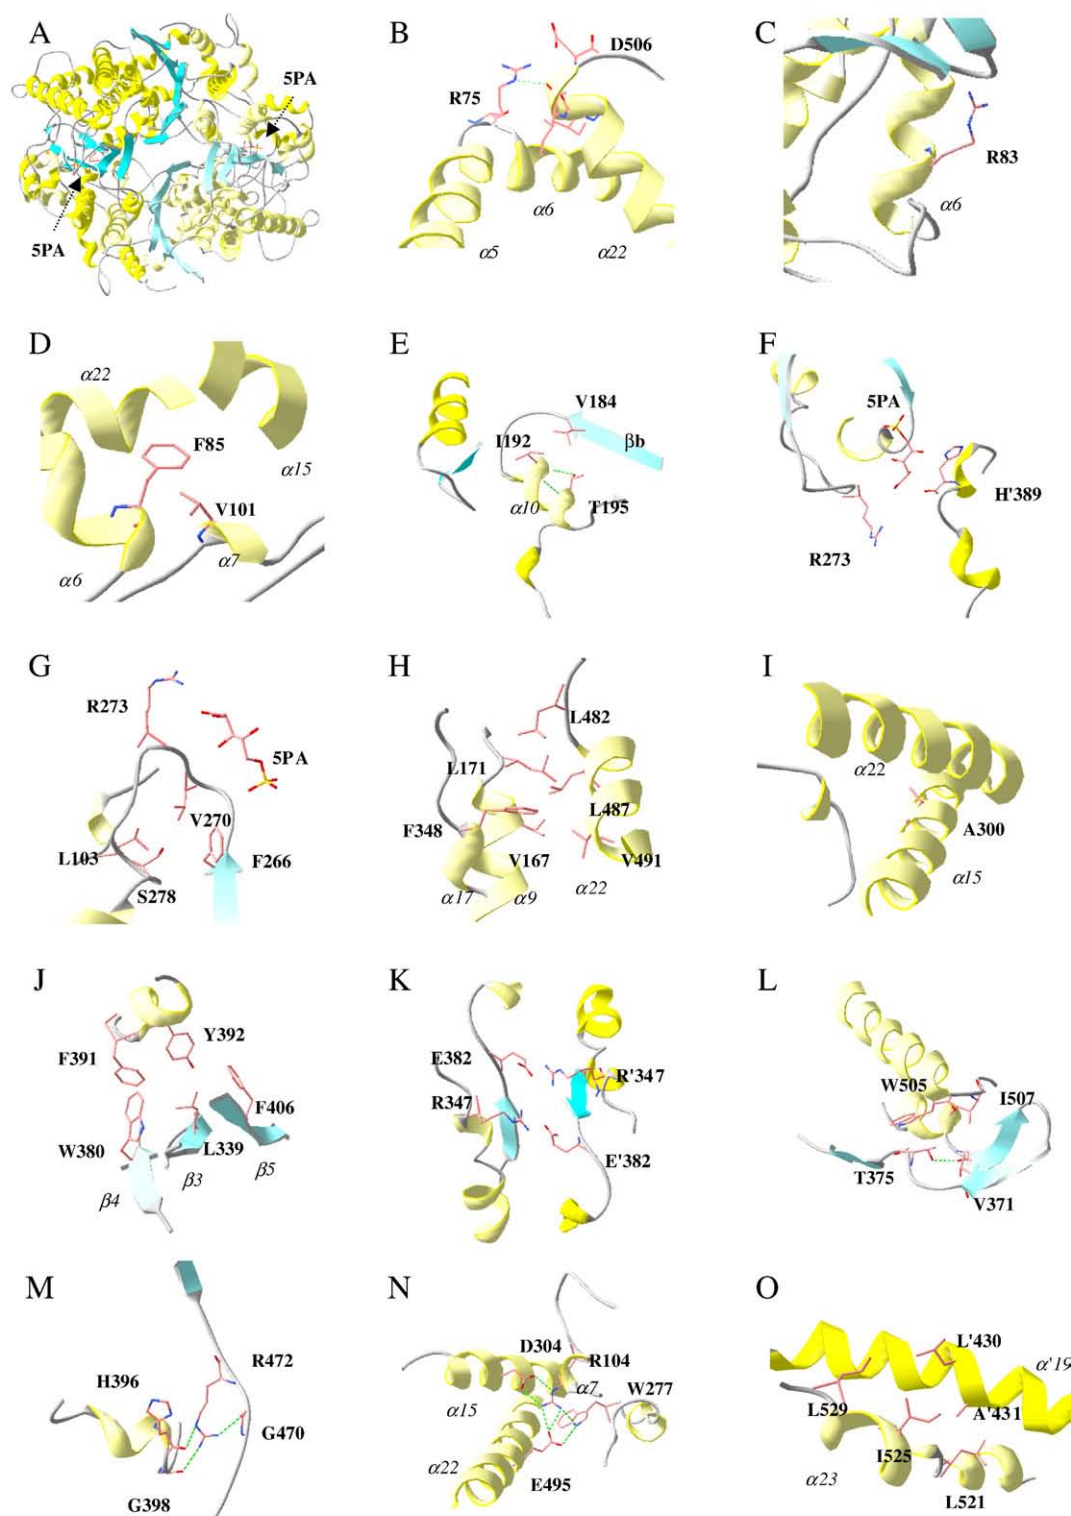 A
5PA
5PA
B
D506
R75
α6
α5
α22
C
R83
α6
D
α22
F85
α15
V101
α6
α7
E
V184
I192
βb
α10
T195
F
5PA
H'389
R273
G
R273
5PA
V270
L103
F266
S278
H
L482
L171
L487
F348
V167
V491
α17
α9
α22
I
α22
A300
α15
J
Y392
F391
F406
W380
L339
β3
β5
β4
K
E382
R'347
R347
E'382
L
W505
I507
T375
V371
M
R472
H396
G470
G398
N
D304
R104
α7
W277
α15
α22
E495
O
L'430
α'19
L529
A'431
I525
α23
L521